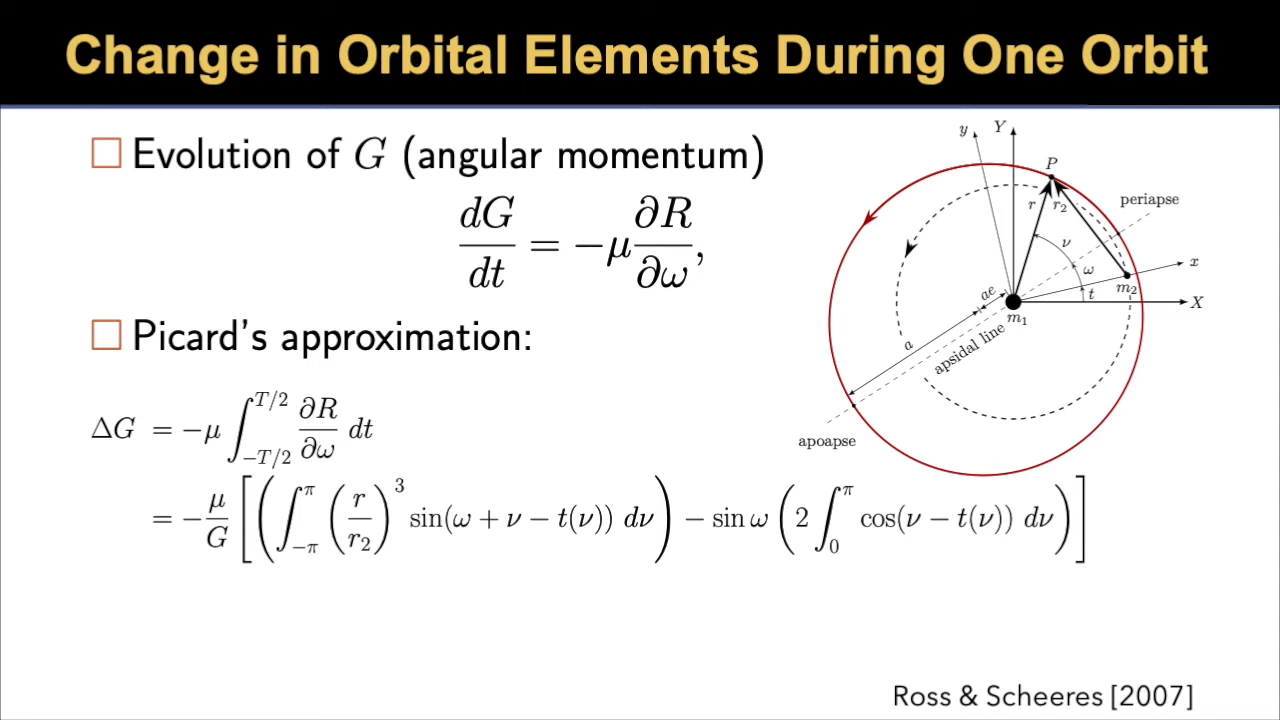 Change in Orbital Elements During One Orbit
□ Evolution of G (angular momentum)
dG/dt = −μ ∂R/∂ω,
□ Picard's approximation:
ΔG = −μ ∫_{−T/2}^{T/2} ∂R/∂ω dt
= −μ/G [(∫_{−π}^{π} (r/r₂)³ sin(ω + ν − t(ν)) dν) − sin ω (2 ∫_0^π cos(ν − t(ν)) dν)]
y
Y
P
periapse
r
r₂
ν
ω
x
m₂
t
X
ae
m₁
a
apsidal line
apoapse
Ross & Scheeres [2007]